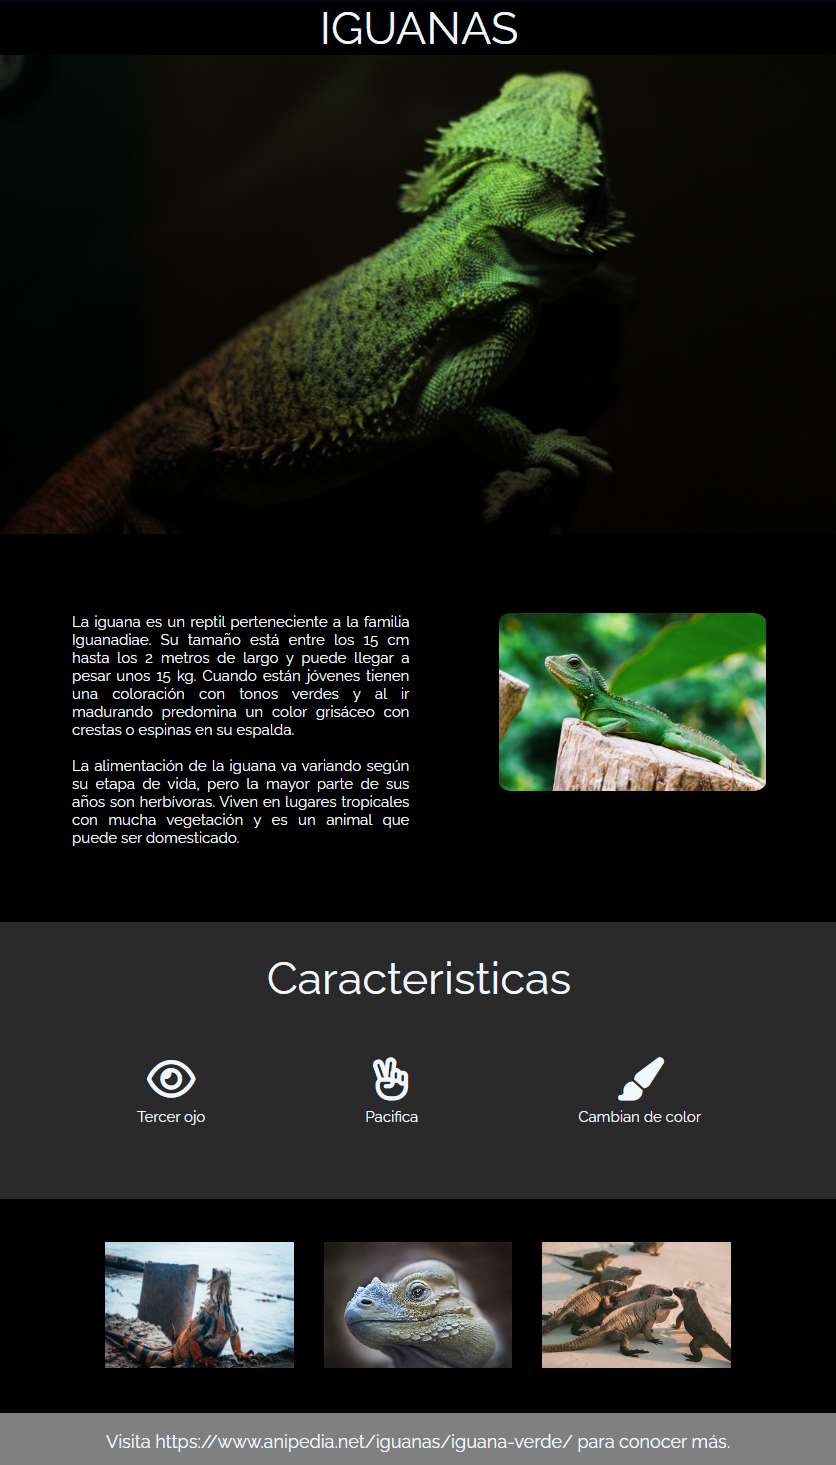 IGUANAS
La iguana es un reptil perteneciente a la familia
Iguanadiae. Su tamaño está entre los 15 cm
hasta los 2 metros de largo y puede llegar a
pesar unos 15 kg. Cuando están jóvenes tienen
una coloración con tonos verdes y al ir
madurando predomina un color grisáceo con
crestas o espinas en su espalda.
La alimentación de la iguana va variando según
su etapa de vida, pero la mayor parte de sus
años son herbívoras. Viven en lugares tropicales
con mucha vegetación y es un animal que
puede ser domesticado.
Caracteristicas
Tercer ojo
Pacifica
Cambian de color
Visita https://www.anipedia.net/iguanas/iguana-verde/ para conocer más.